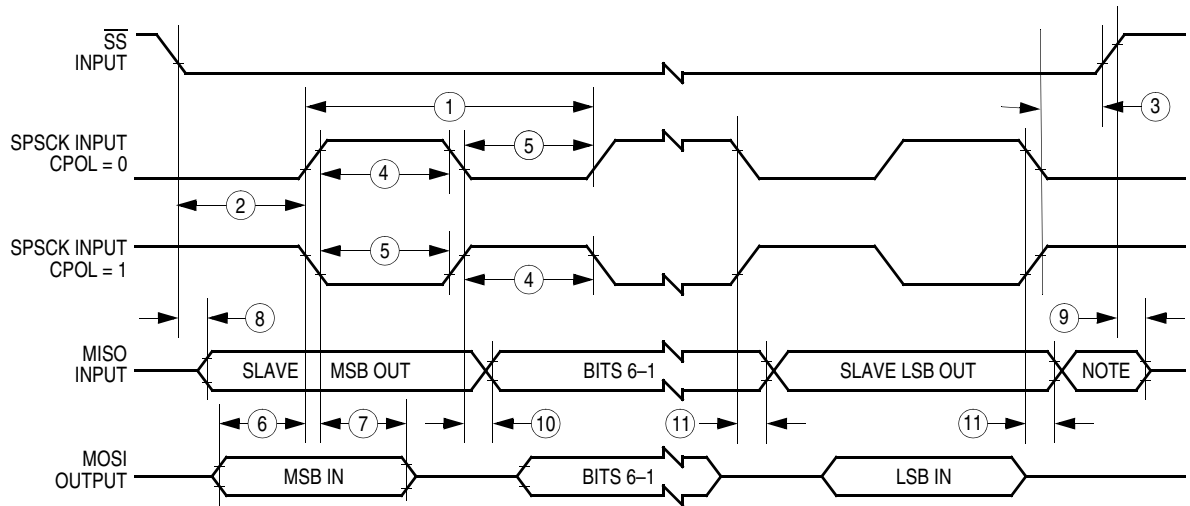 SS
INPUT
1
3
SPSCK INPUT
CPOL = 0
5
4
2
SPSCK INPUT
CPOL = 1
5
4
8
9
MISO
INPUT
SLAVE MSB OUT
BITS 6–1
SLAVE LSB OUT
NOTE
6
7
10
11
11
MOSI
OUTPUT
MSB IN
BITS 6–1
LSB IN